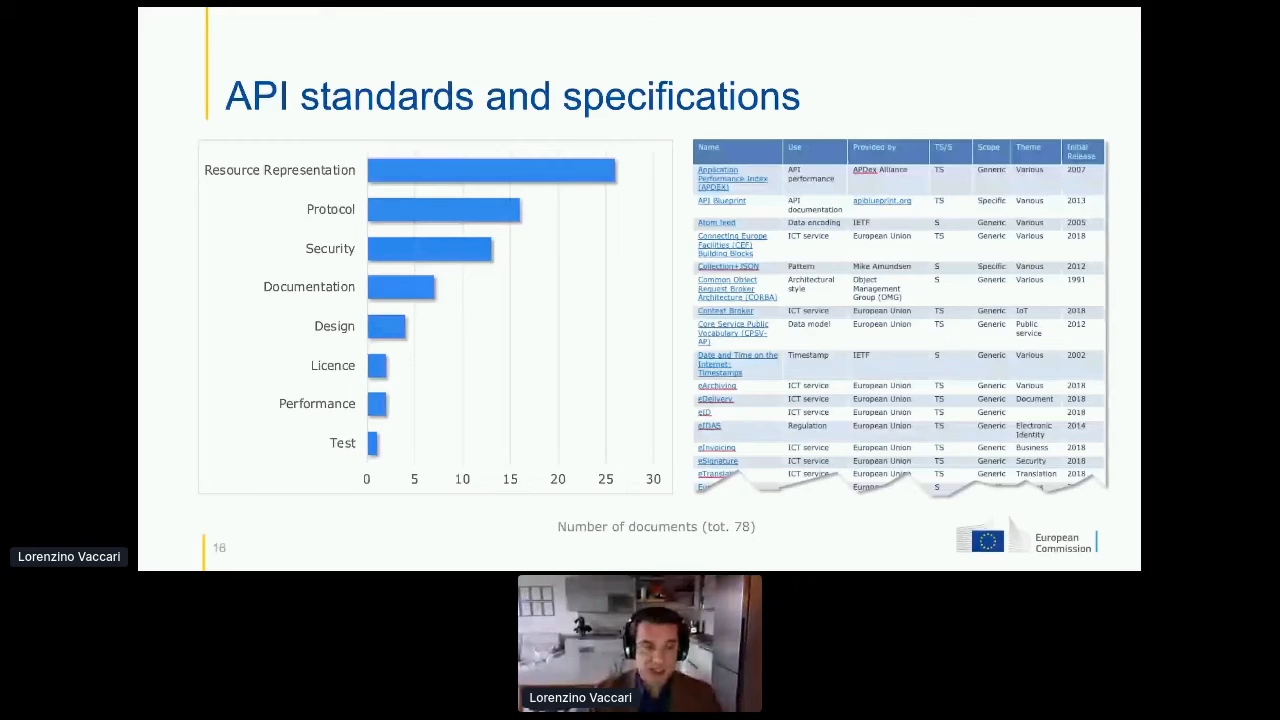 API standards and specifications
Resource Representation
Protocol
Security
Documentation
Design
Licence
Performance
Test
0 5 10 15 20 25 30
Name Use Provided by TS/S Scope Theme Initial Release
Application Performance Index (APDEX) API performance APDex Alliance TS Generic Various 2007
API Blueprint API documentation apiblueprint.org TS Specific Various 2013
Atom feed Data encoding IETF S Generic Various 2005
Connecting Europe Facilities (CEF) Building Blocks ICT service European Union TS Generic Various 2018
Collection+JSON Pattern Mike Amundsen S Specific Various 2012
Common Object Request Broker Architecture (CORBA) Architectural style Object Management Group (OMG) S Generic Various 1991
Context Broker ICT service European Union TS Generic IoT 2018
Core Service Public Vocabulary (CPSV-AP) Data model European Union TS Generic Public service 2012
Date and Time on the Internet: Timestamps Timestamp IETF S Generic Various 2002
eArchiving ICT service European Union TS Generic Various 2018
eDelivery ICT service European Union TS Generic Document 2018
eID ICT service European Union TS Generic 2018
eIDAS Regulation European Union TS Generic Electronic Identity 2014
eInvoicing ICT service European Union TS Generic Business 2018
eSignature ICT service European Union TS Generic Security 2018
ICT service European Union TS Generic Translation 2018
S
Number of documents (tot. 78)
16
European
Commission
Lorenzino Vaccari
Lorenzino Vaccari